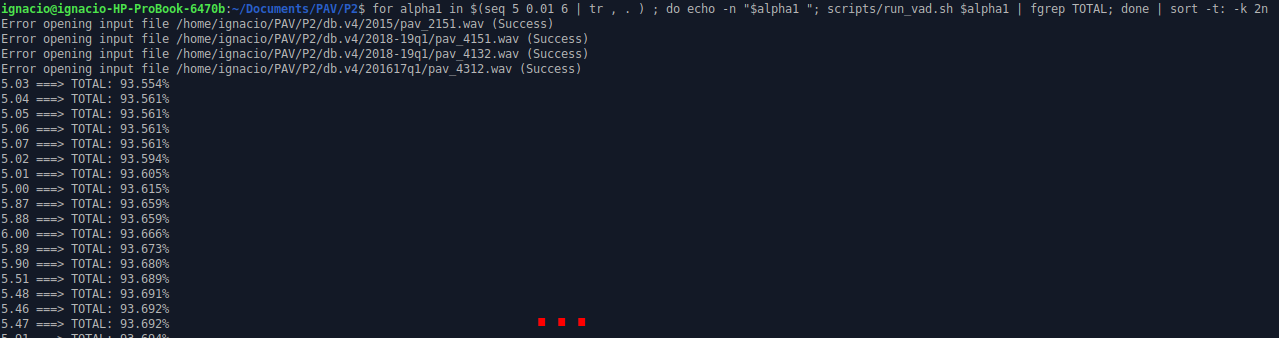 ignacio@ignacio-HP-ProBook-6470b:~/Documents/PAV/P2$ for alpha1 in $(seq 5 0.01 6 | tr , . ) ; do echo -n "$alpha1 "; scripts/run_vad.sh $alpha1 | fgrep TOTAL; done | sort -t: -k 2n
Error opening input file /home/ignacio/PAV/P2/db.v4/2015/pav_2151.wav (Success)
Error opening input file /home/ignacio/PAV/P2/db.v4/2018-19q1/pav_4151.wav (Success)
Error opening input file /home/ignacio/PAV/P2/db.v4/2018-19q1/pav_4132.wav (Success)
Error opening input file /home/ignacio/PAV/P2/db.v4/201617q1/pav_4312.wav (Success)
5.03 ===> TOTAL: 93.554%
5.04 ===> TOTAL: 93.561%
5.05 ===> TOTAL: 93.561%
5.06 ===> TOTAL: 93.561%
5.07 ===> TOTAL: 93.561%
5.02 ===> TOTAL: 93.594%
5.01 ===> TOTAL: 93.605%
5.00 ===> TOTAL: 93.615%
5.87 ===> TOTAL: 93.659%
5.88 ===> TOTAL: 93.659%
6.00 ===> TOTAL: 93.666%
5.89 ===> TOTAL: 93.673%
5.90 ===> TOTAL: 93.680%
5.51 ===> TOTAL: 93.689%
5.48 ===> TOTAL: 93.691%
5.46 ===> TOTAL: 93.692%
5.47 ===> TOTAL: 93.692%
...